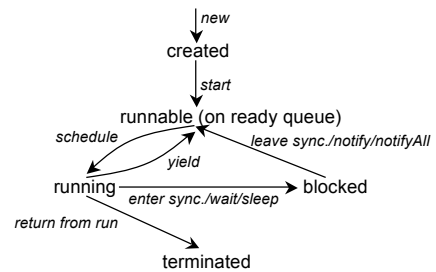 new
created
start
runnable (on ready queue)
schedule
leave sync./notify/notifyAll
yield
running
blocked
enter sync./wait/sleep
return from run
terminated